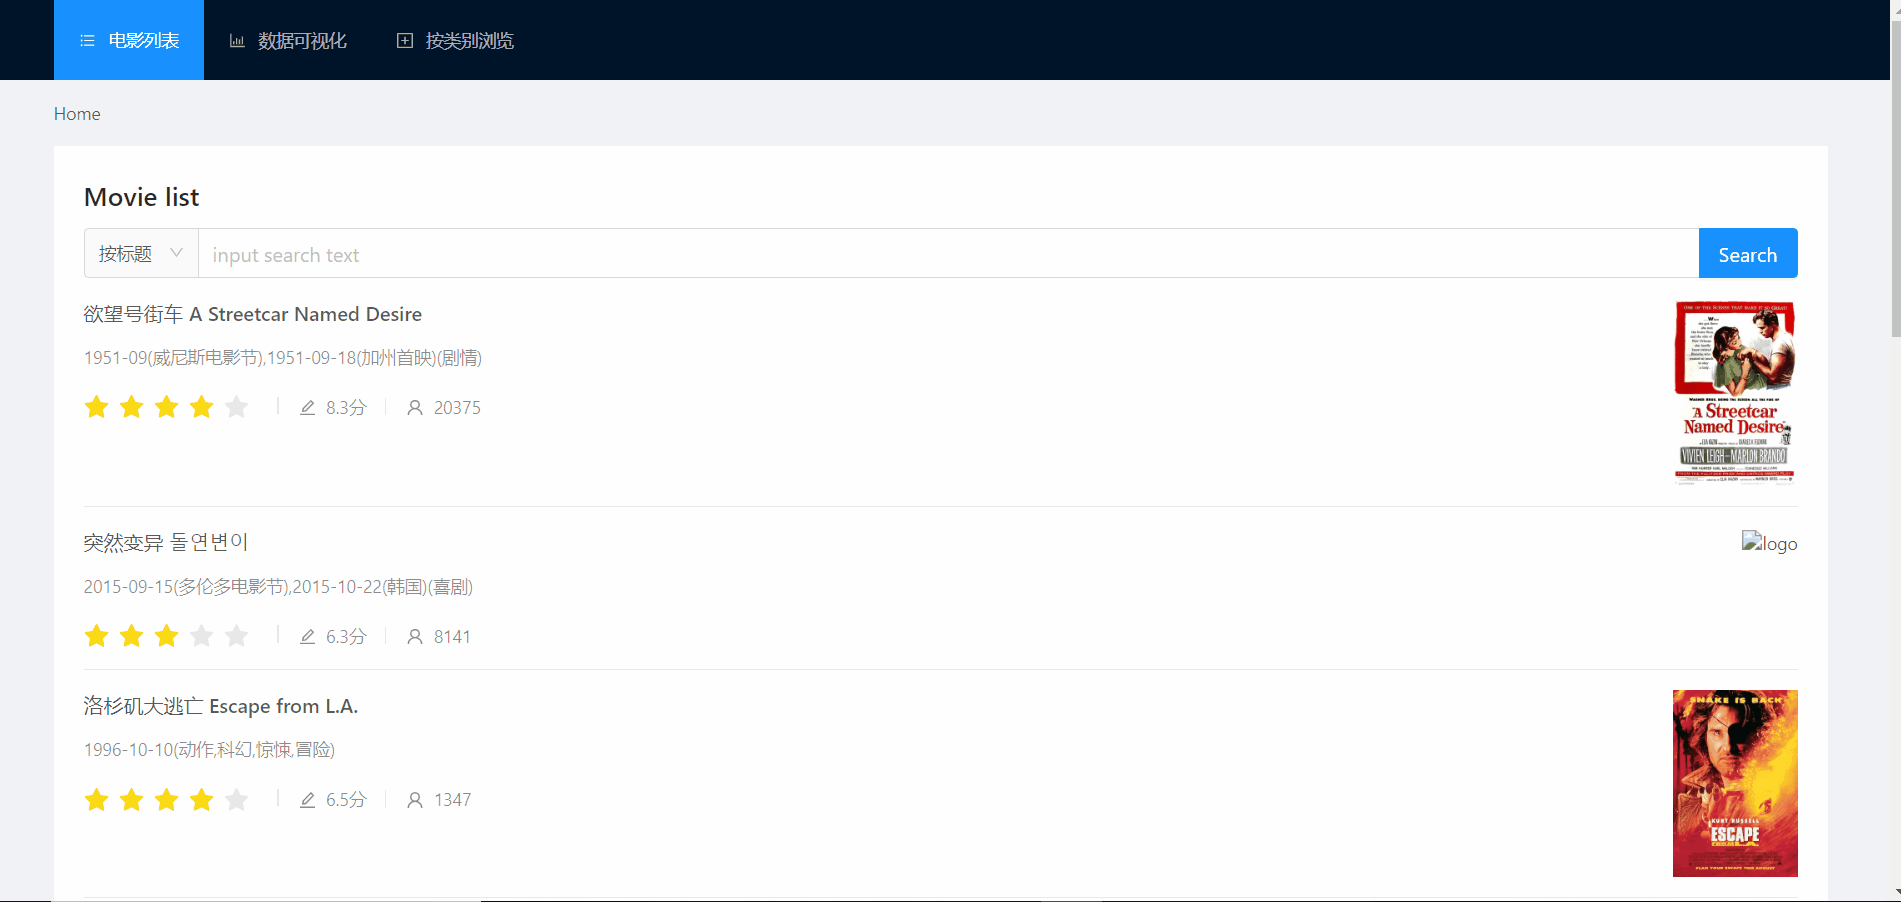 电影列表 数据可视化 按类别浏览
Home
Movie list
按标题 input search text Search
欲望号街车 A Streetcar Named Desire
1951-09(威尼斯电影节),1951-09-18(加州首映)(剧情)
8.3分 20375
A Streetcar
Named Desire
VIVIEN LEIGH MARLON BRANDO
突然变异 돌연변이
logo
2015-09-15(多伦多电影节),2015-10-22(韩国)(喜剧)
6.3分 8141
洛杉矶大逃亡 Escape from L.A.
1996-10-10(动作,科幻,惊悚,冒险)
6.5分 1347
SNAKE IS BACK
KURT RUSSELL
ESCAPE
FROM L.A.